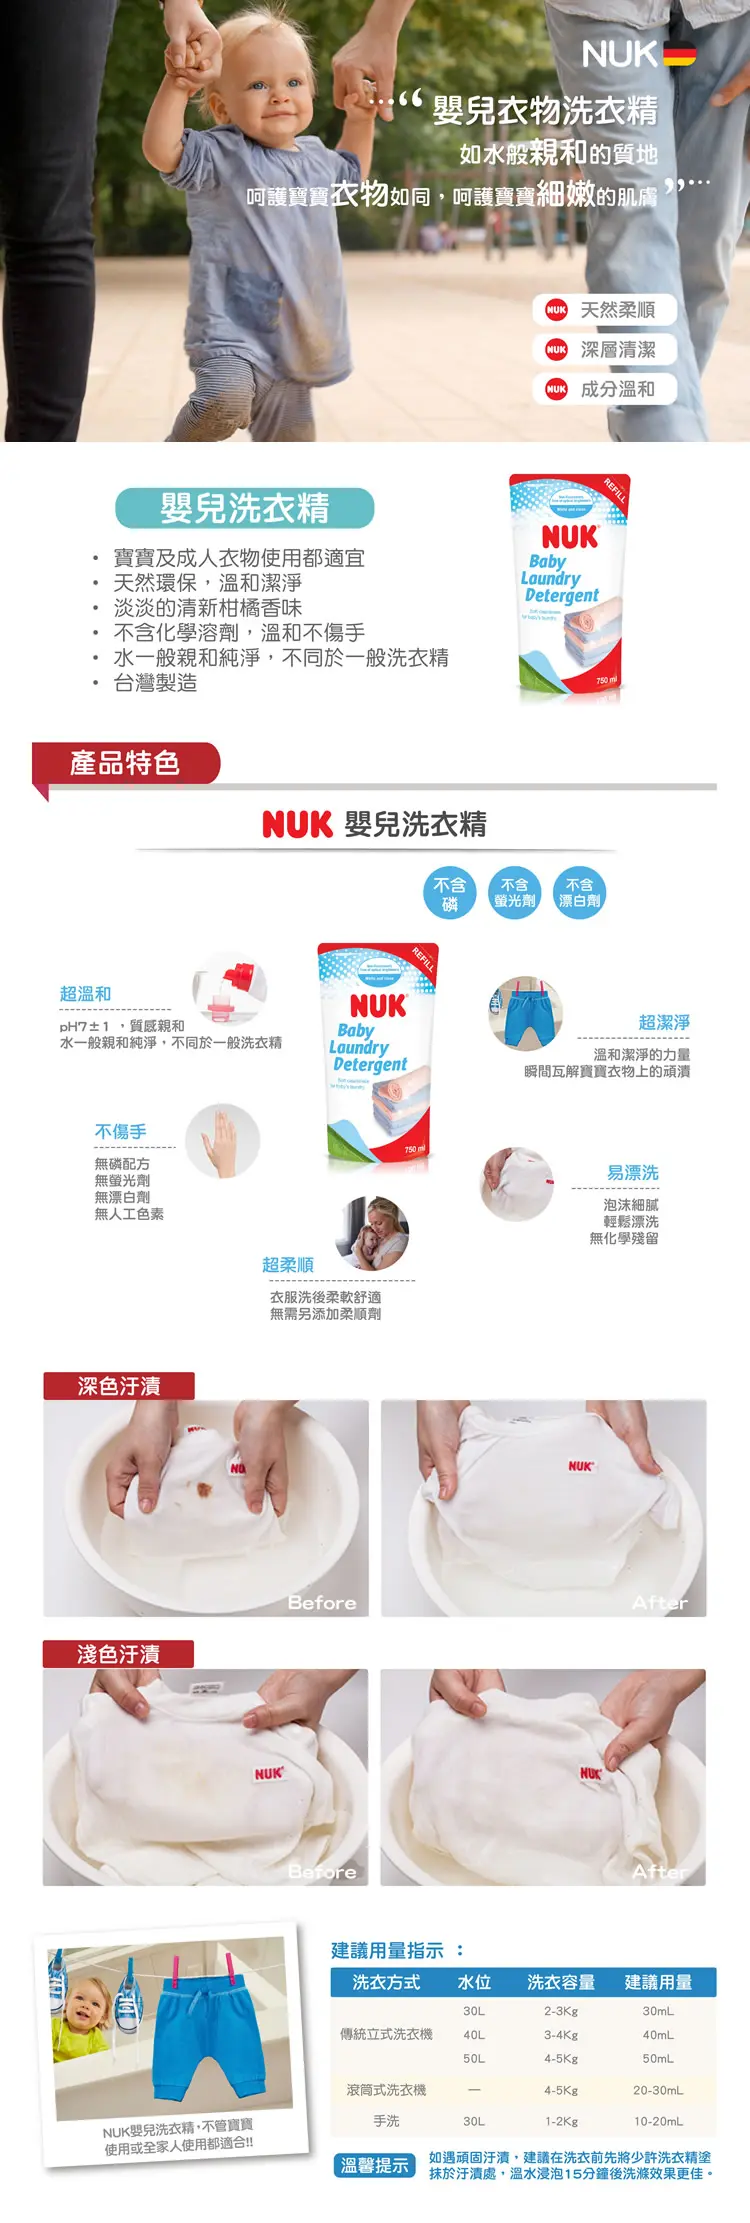 NUK
“ 嬰兒衣物洗衣精
如水般親和的質地
呵護寶寶衣物如同，呵護寶寶細嫩的肌膚 ”
NUK 天然柔順
NUK 深層清潔
NUK 成分溫和
嬰兒洗衣精
• 寶寶及成人衣物使用都適宜
• 天然環保，溫和潔淨
• 淡淡的清新柑橘香味
• 不含化學溶劑，溫和不傷手
• 水一般親和純淨，不同於一般洗衣精
• 台灣製造
REFILL
NUK
Baby
Laundry
Detergent
750 ml
產品特色
NUK 嬰兒洗衣精
不含
磷
不含
螢光劑
不含
漂白劑
超溫和
pH7±1 ，質感親和
水一般親和純淨，不同於一般洗衣精
REFILL
NUK
Baby
Laundry
Detergent
750 ml
超潔淨
溫和潔淨的力量
瞬間瓦解寶寶衣物上的頑漬
不傷手
無磷配方
無螢光劑
無漂白劑
無人工色素
易漂洗
泡沫細膩
輕鬆漂洗
無化學殘留
超柔順
衣服洗後柔軟舒適
無需另添加柔順劑
深色汙漬
NUK
Before
NUK
After
淺色汙漬
NUK
Before
NUK
After
NUK嬰兒洗衣精，不管寶寶
使用或全家人使用都適合!!
建議用量指示 ：
洗衣方式 水位 洗衣容量 建議用量
30L 2-3Kg 30mL
傳統立式洗衣機 40L 3-4Kg 40mL
50L 4-5Kg 50mL
滾筒式洗衣機 — 4-5Kg 20-30mL
手洗 30L 1-2Kg 10-20mL
溫馨提示
如遇頑固汙漬，建議在洗衣前先將少許洗衣精塗
抹於汙漬處，溫水浸泡15分鐘後洗滌效果更佳。